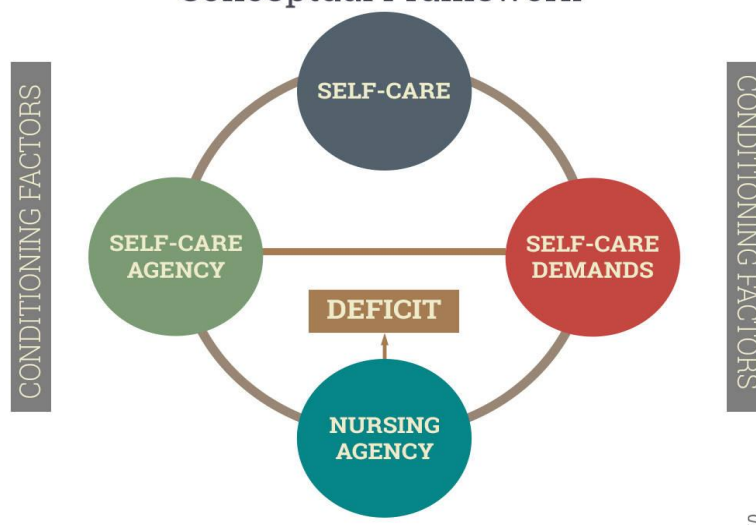 CONDITIONING FACTORS
SELF-CARE
SELF-CARE
AGENCY
SELF-CARE
DEMANDS
DEFICIT
NURSING
AGENCY
CONDITIONING FACTORS